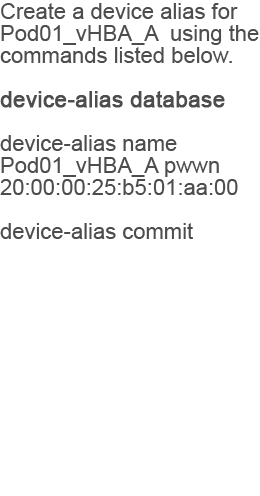 Create a device alias for
Pod01_vHBA_A  using the
commands listed below.
device-alias database
device-alias name
Pod01_vHBA_A pwwn
20:00:00:25:b5:01:aa:00
device-alias commit